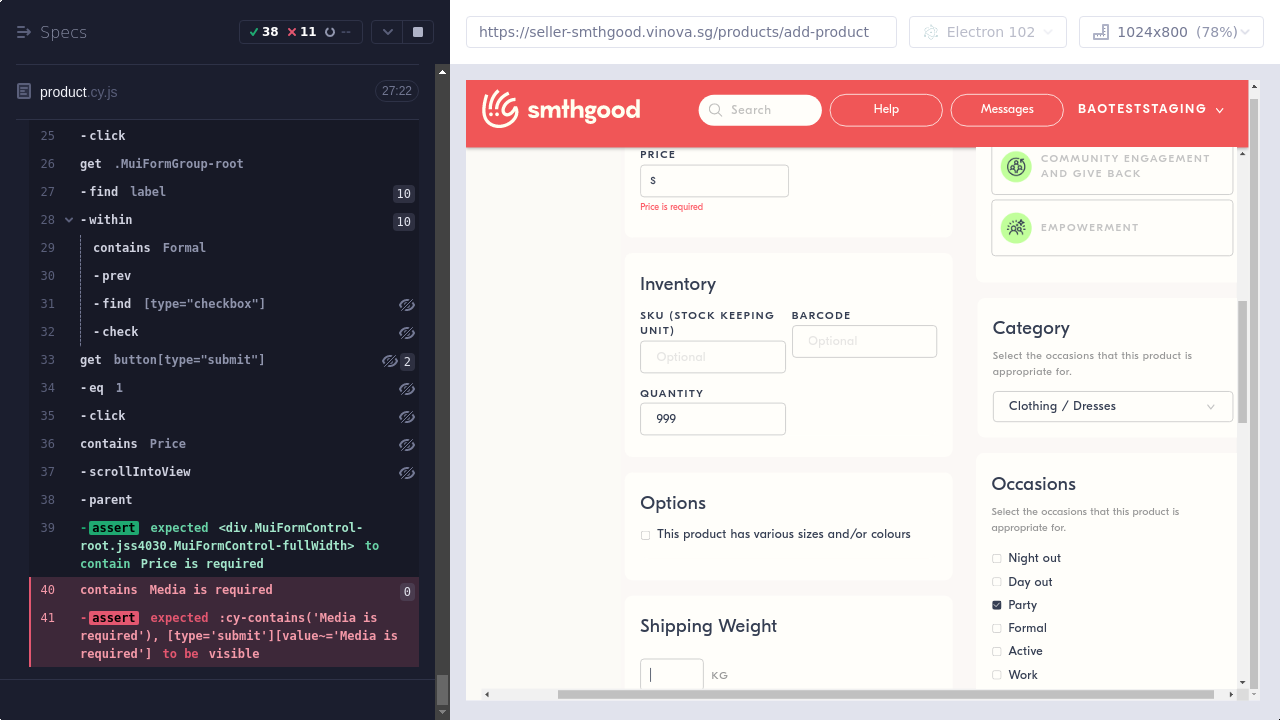 Specs
38 11 --
product.cy.js 27:22
25 -click
26 get .MuiFormGroup-root
27 -find label 10
28 -within 10
29 contains Formal
30 -prev
31 -find [type="checkbox"]
32 -check
33 get button[type="submit"] 2
34 -eq 1
35 -click
36 contains Price
37 -scrollIntoView
38 -parent
39 -assert expected <div.MuiFormControl-
root.jss4030.MuiFormControl-fullWidth> to
contain Price is required
40 contains Media is required 0
41 -assert expected :cy-contains('Media is
required'), [type='submit'][value~='Media is
required'] to be visible
https://seller-smthgood.vinova.sg/products/add-product
Electron 102
1024x800 (78%)
smthgood
Search
Help
Messages
BAOTESTSTAGING
PRICE
$
Price is required
Inventory
SKU (STOCK KEEPING
UNIT)
Optional
BARCODE
Optional
QUANTITY
999
Options
This product has various sizes and/or colours
Shipping Weight
KG
COMMUNITY ENGAGEMENT
AND GIVE BACK
EMPOWERMENT
Category
Select the occasions that this product is
appropriate for.
Clothing / Dresses
Occasions
Select the occasions that this product is
appropriate for.
Night out
Day out
Party
Formal
Active
Work